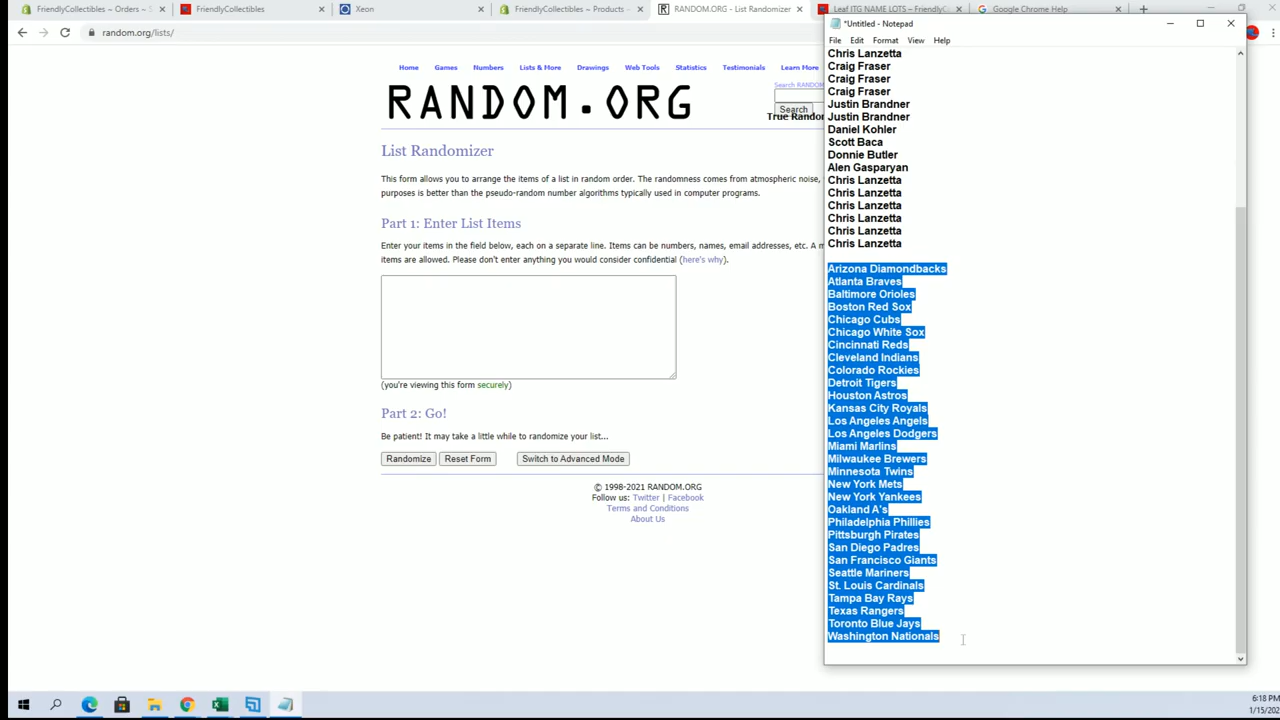 FriendlyCollectibles ~ Orders ~ S
FriendlyCollectibles
Xeon
FriendlyCollectibles ~ Products ~
RANDOM.ORG - List Randomizer
Leaf ITG NAME LOTS – FriendlyC
Google Chrome Help
random.org/lists/
Home Games Numbers Lists & More Drawings Web Tools Statistics Testimonials Learn More
Search RANDOM
RANDOM.ORG
Search
True Random
List Randomizer
This form allows you to arrange the items of a list in random order. The randomness comes from atmospheric noise,
purposes is better than the pseudo-random number algorithms typically used in computer programs.
Part 1: Enter List Items
Enter your items in the field below, each on a separate line. Items can be numbers, names, email addresses, etc. A m
items are allowed. Please don't enter anything you would consider confidential (here's why).
(you're viewing this form securely)
Part 2: Go!
Be patient! It may take a little while to randomize your list...
Randomize Reset Form Switch to Advanced Mode
© 1998-2021 RANDOM.ORG
Follow us: Twitter | Facebook
Terms and Conditions
About Us
*Untitled - Notepad
File Edit Format View Help
Chris Lanzetta
Craig Fraser
Craig Fraser
Craig Fraser
Justin Brandner
Justin Brandner
Daniel Kohler
Scott Baca
Donnie Butler
Alen Gasparyan
Chris Lanzetta
Chris Lanzetta
Chris Lanzetta
Chris Lanzetta
Chris Lanzetta
Chris Lanzetta
Arizona Diamondbacks
Atlanta Braves
Baltimore Orioles
Boston Red Sox
Chicago Cubs
Chicago White Sox
Cincinnati Reds
Cleveland Indians
Colorado Rockies
Detroit Tigers
Houston Astros
Kansas City Royals
Los Angeles Angels
Los Angeles Dodgers
Miami Marlins
Milwaukee Brewers
Minnesota Twins
New York Mets
New York Yankees
Oakland A's
Philadelphia Phillies
Pittsburgh Pirates
San Diego Padres
San Francisco Giants
Seattle Mariners
St. Louis Cardinals
Tampa Bay Rays
Texas Rangers
Toronto Blue Jays
Washington Nationals
6:18 PM
1/15/202